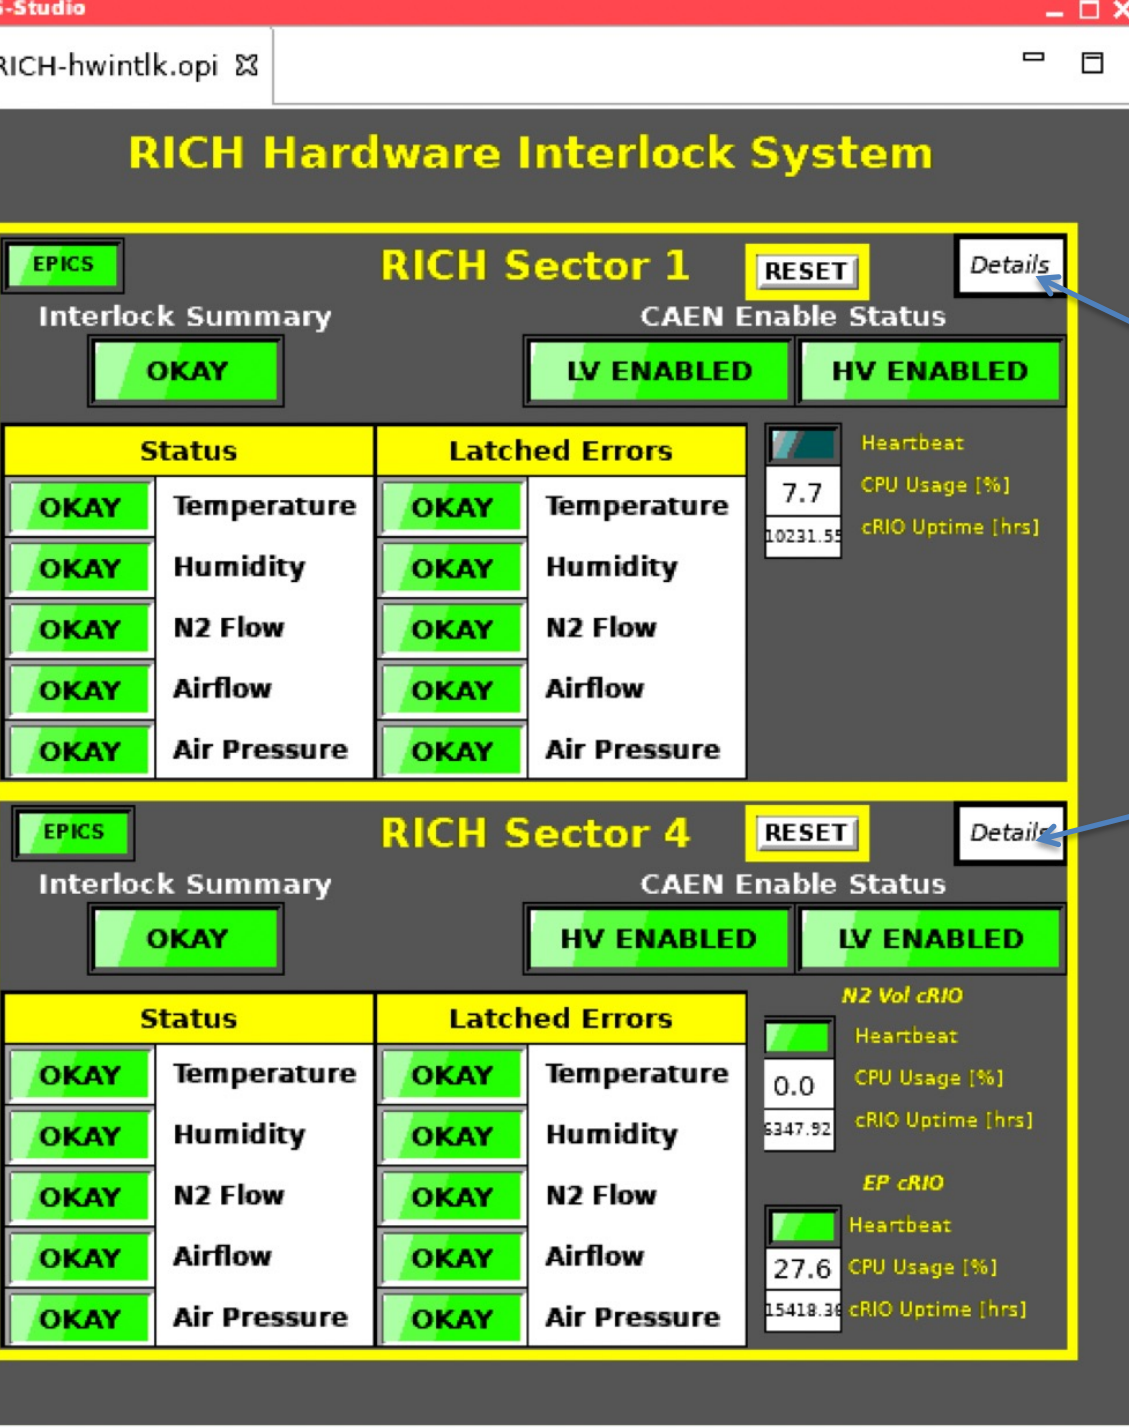 -Studio
RICH-hwintlk.opi
RICH Hardware Interlock System
EPICS RICH Sector 1 RESET Details
Interlock Summary CAEN Enable Status
OKAY LV ENABLED HV ENABLED
Status Latched Errors Heartbeat
OKAY Temperature OKAY Temperature 7.7 CPU Usage [%]
10231.55 cRIO Uptime [hrs]
OKAY Humidity OKAY Humidity
OKAY N2 Flow OKAY N2 Flow
OKAY Airflow OKAY Airflow
OKAY Air Pressure OKAY Air Pressure
EPICS RICH Sector 4 RESET Details
Interlock Summary CAEN Enable Status
OKAY HV ENABLED LV ENABLED
N2 Vol cRIO
Status Latched Errors Heartbeat
OKAY Temperature OKAY Temperature 0.0 CPU Usage [%]
OKAY Humidity OKAY Humidity 6347.92 cRIO Uptime [hrs]
OKAY N2 Flow OKAY N2 Flow EP cRIO
Heartbeat
OKAY Airflow OKAY Airflow 27.6 CPU Usage [%]
OKAY Air Pressure OKAY Air Pressure 15418.36 cRIO Uptime [hrs]